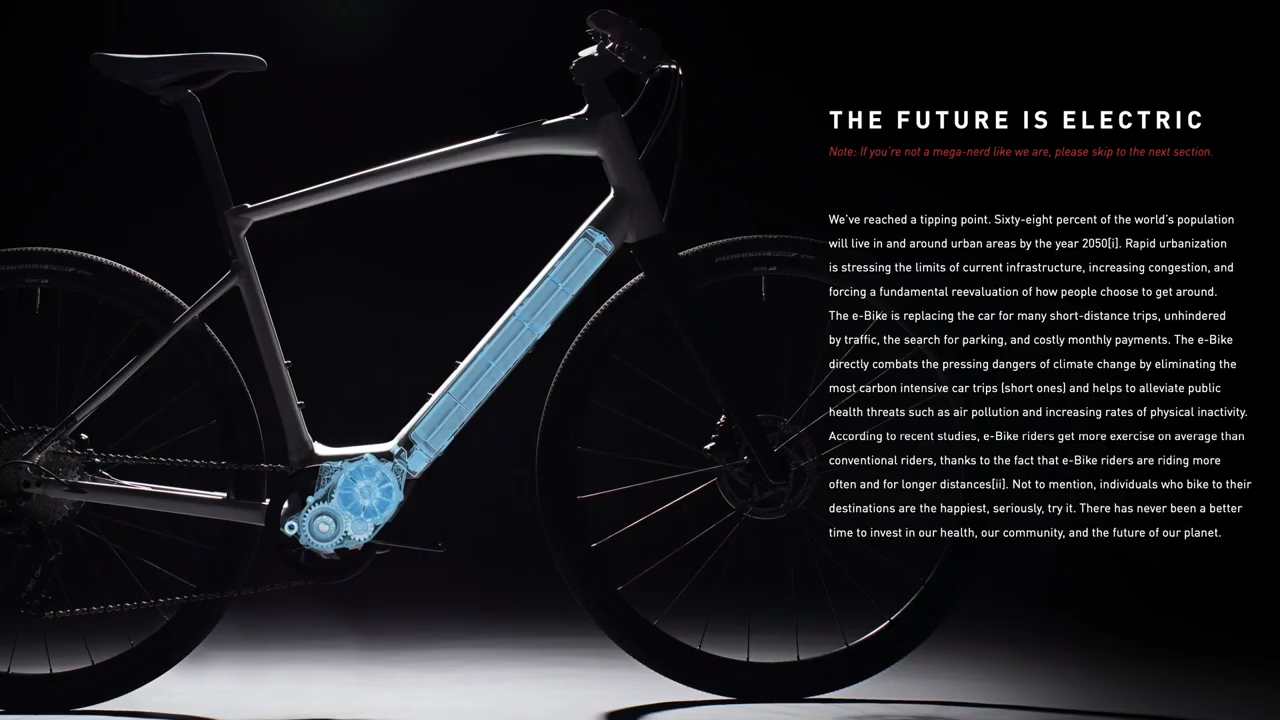 THE FUTURE IS ELECTRIC
Note: If you're not a mega-nerd like we are, please skip to the next section.
We've reached a tipping point. Sixty-eight percent of the world's population
will live in and around urban areas by the year 2050[i]. Rapid urbanization
is stressing the limits of current infrastructure, increasing congestion, and
forcing a fundamental reevaluation of how people choose to get around.
The e-Bike is replacing the car for many short-distance trips, unhindered
by traffic, the search for parking, and costly monthly payments. The e-Bike
directly combats the pressing dangers of climate change by eliminating the
most carbon intensive car trips (short ones) and helps to alleviate public
health threats such as air pollution and increasing rates of physical inactivity.
According to recent studies, e-Bike riders get more exercise on average than
conventional riders, thanks to the fact that e-Bike riders are riding more
often and for longer distances[ii]. Not to mention, individuals who bike to their
destinations are the happiest, seriously, try it. There has never been a better
time to invest in our health, our community, and the future of our planet.